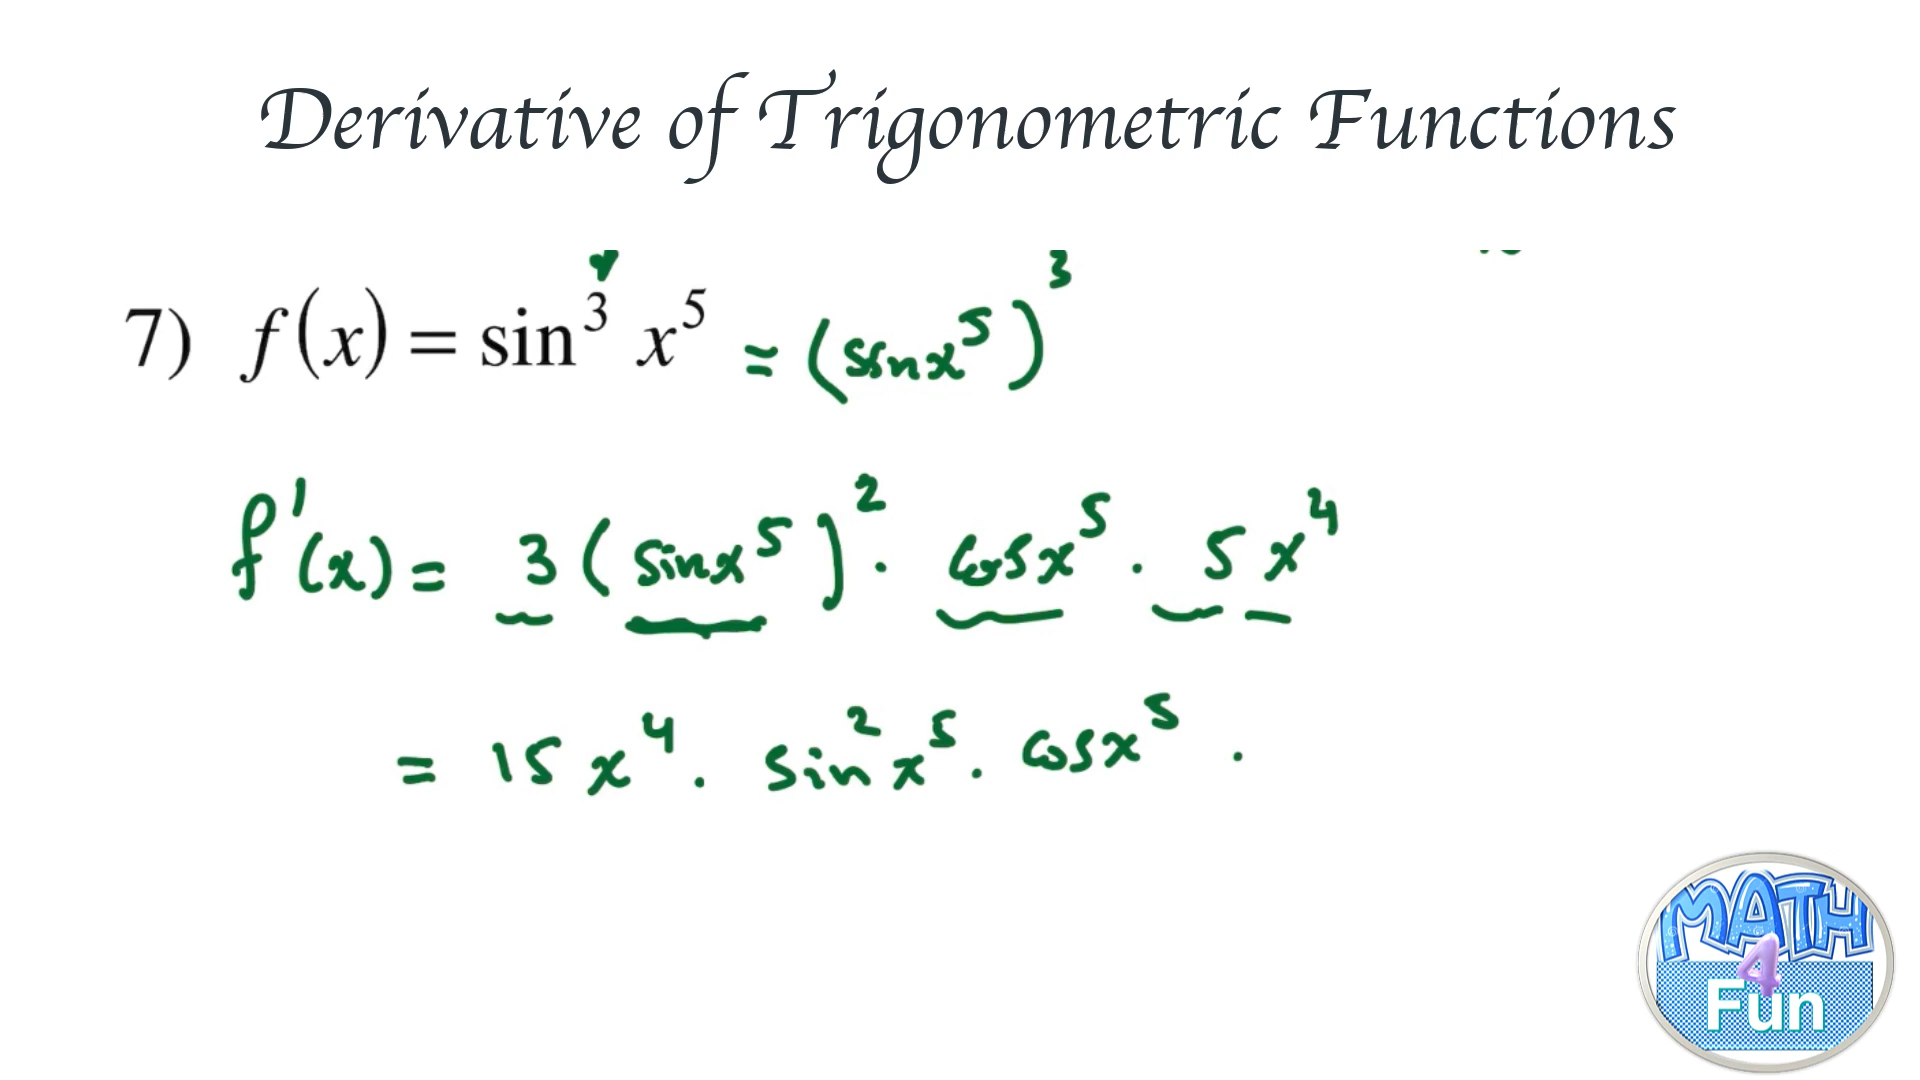 Derivative of Trigonometric Functions
7) f(x) = sin³ x⁵ = (sinx⁵)³
f'(x) = 3 (sinx⁵)² . cosx⁵ . 5x⁴
= 15x⁴ . sin²x⁵ . cosx⁵ .
MATH
4
Fun